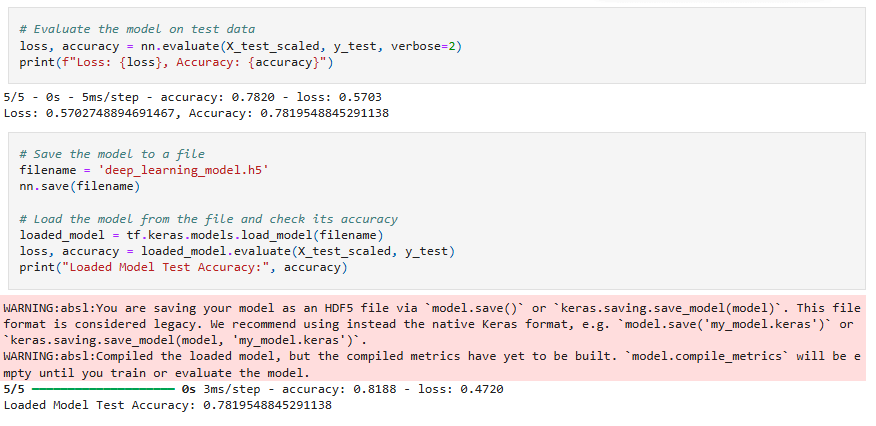 # Evaluate the model on test data
loss, accuracy = nn.evaluate(X_test_scaled, y_test, verbose=2)
print(f"Loss: {loss}, Accuracy: {accuracy}")
5/5 - 0s - 5ms/step - accuracy: 0.7820 - loss: 0.5703
Loss: 0.5702748894691467, Accuracy: 0.7819548845291138
# Save the model to a file
filename = 'deep_learning_model.h5'
nn.save(filename)
# Load the model from the file and check its accuracy
loaded_model = tf.keras.models.load_model(filename)
loss, accuracy = loaded_model.evaluate(X_test_scaled, y_test)
print("Loaded Model Test Accuracy:", accuracy)
WARNING:absl:You are saving your model as an HDF5 file via `model.save()` or `keras.saving.save_model(model)`. This file
format is considered legacy. We recommend using instead the native Keras format, e.g. `model.save('my_model.keras')` or
`keras.saving.save_model(model, 'my_model.keras')`.
WARNING:absl:Compiled the loaded model, but the compiled metrics have yet to be built. `model.compile_metrics` will be e
mpty until you train or evaluate the model.
5/5 ━━━━━━━━━━━━━━━━━━━━ 0s 3ms/step - accuracy: 0.8188 - loss: 0.4720
Loaded Model Test Accuracy: 0.7819548845291138